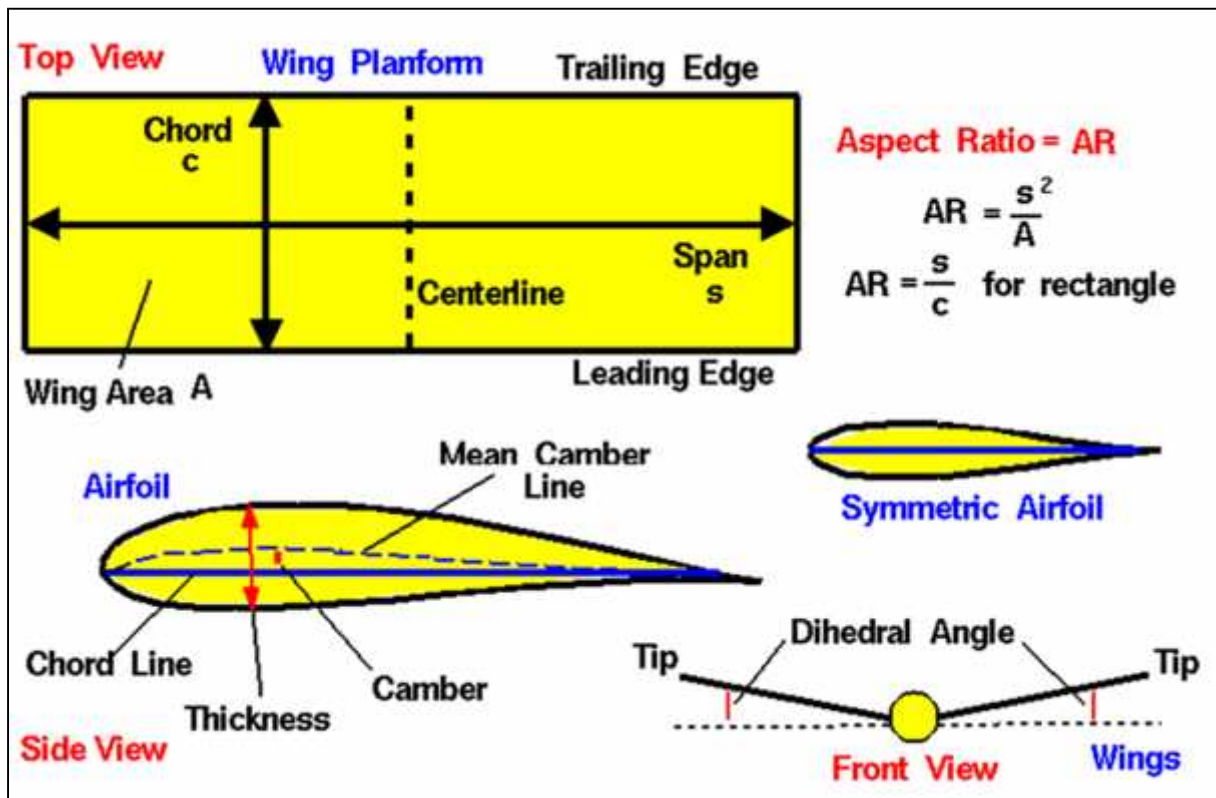 Top View
Wing Planform
Trailing Edge
Chord
c
Span
s
Centerline
Wing Area A
Leading Edge
Aspect Ratio = AR
AR = s²/A
AR = s/c for rectangle
Airfoil
Mean Camber
Line
Symmetric Airfoil
Chord Line
Camber
Thickness
Side View
Dihedral Angle
Tip
Tip
Front View
Wings